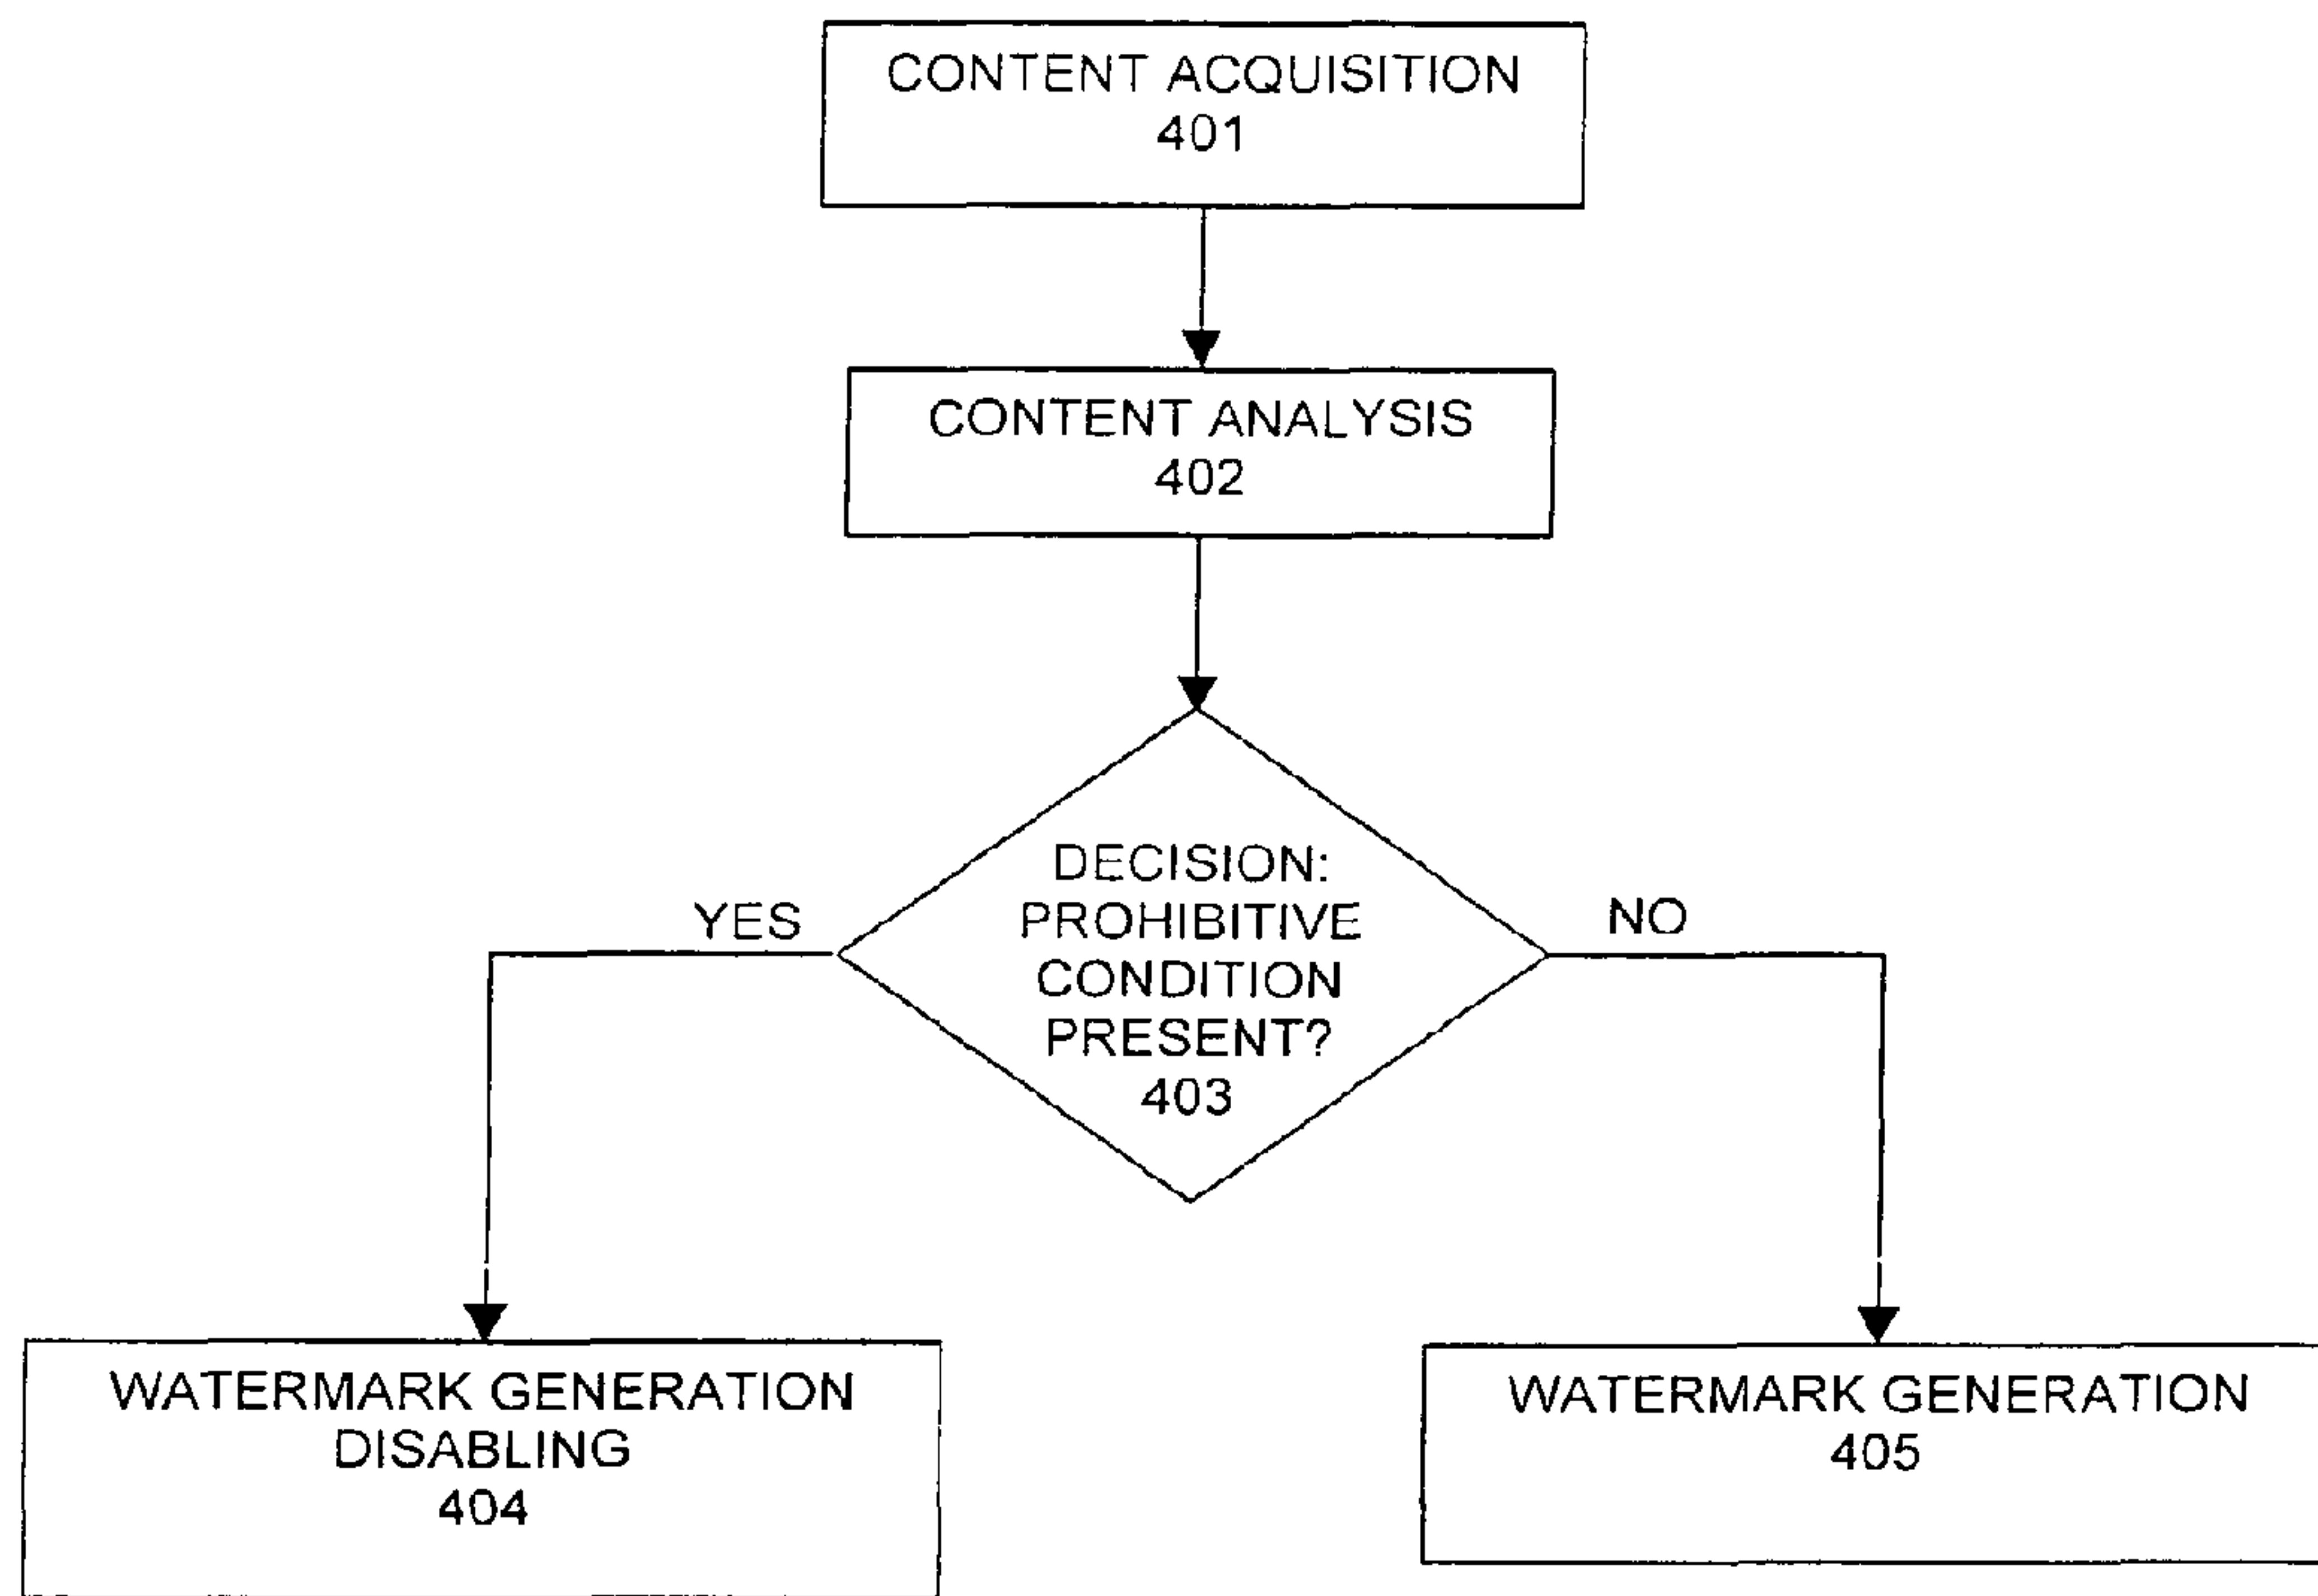 CONTENT ACQUISITION
401
CONTENT ANALYSIS
402
DECISION:
PROHIBITIVE
CONDITION
PRESENT?
403
YES
NO
WATERMARK GENERATION
DISABLING
404
WATERMARK GENERATION
405